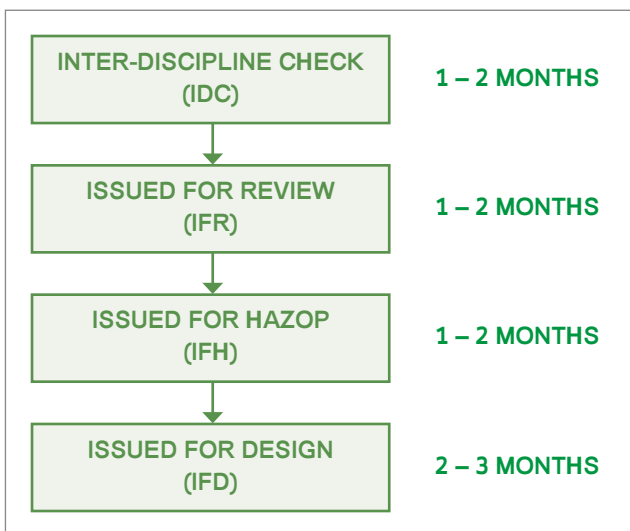 INTER-DISCIPLINE CHECK
(IDC)
1 – 2 MONTHS
ISSUED FOR REVIEW
(IFR)
1 – 2 MONTHS
ISSUED FOR HAZOP
(IFH)
1 – 2 MONTHS
ISSUED FOR DESIGN
(IFD)
2 – 3 MONTHS